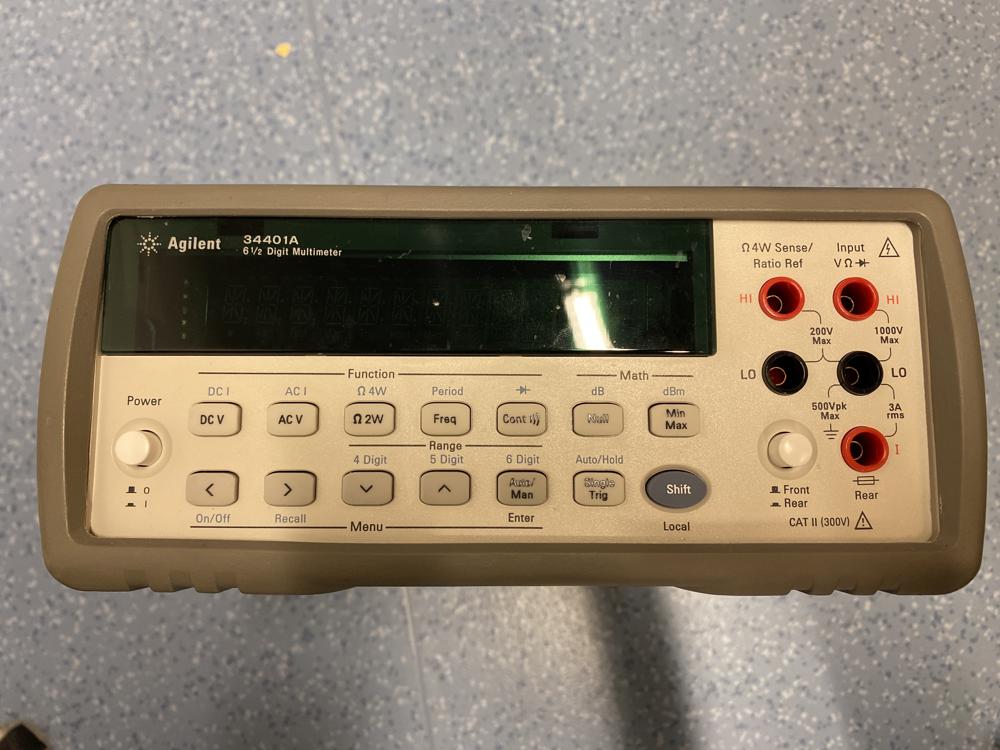 Agilent 34401A
6½ Digit Multimeter
Ω 4W Sense/
Ratio Ref
Input
V Ω
HI
HI
200V
Max
1000V
Max
LO
LO
500Vpk
Max
3A
rms
I
Function
Math
DC I
AC I
Ω 4W
Period
dB
dBm
Power
DC V
AC V
Ω 2W
Freq
Cont
Null
Min
Max
Range
4 Digit
5 Digit
6 Digit
Auto/Hold
<
>
Auto/
Man
Single
Trig
Shift
O
I
On/Off
Recall
Menu
Enter
Local
Front
Rear
Rear
CAT II (300V)